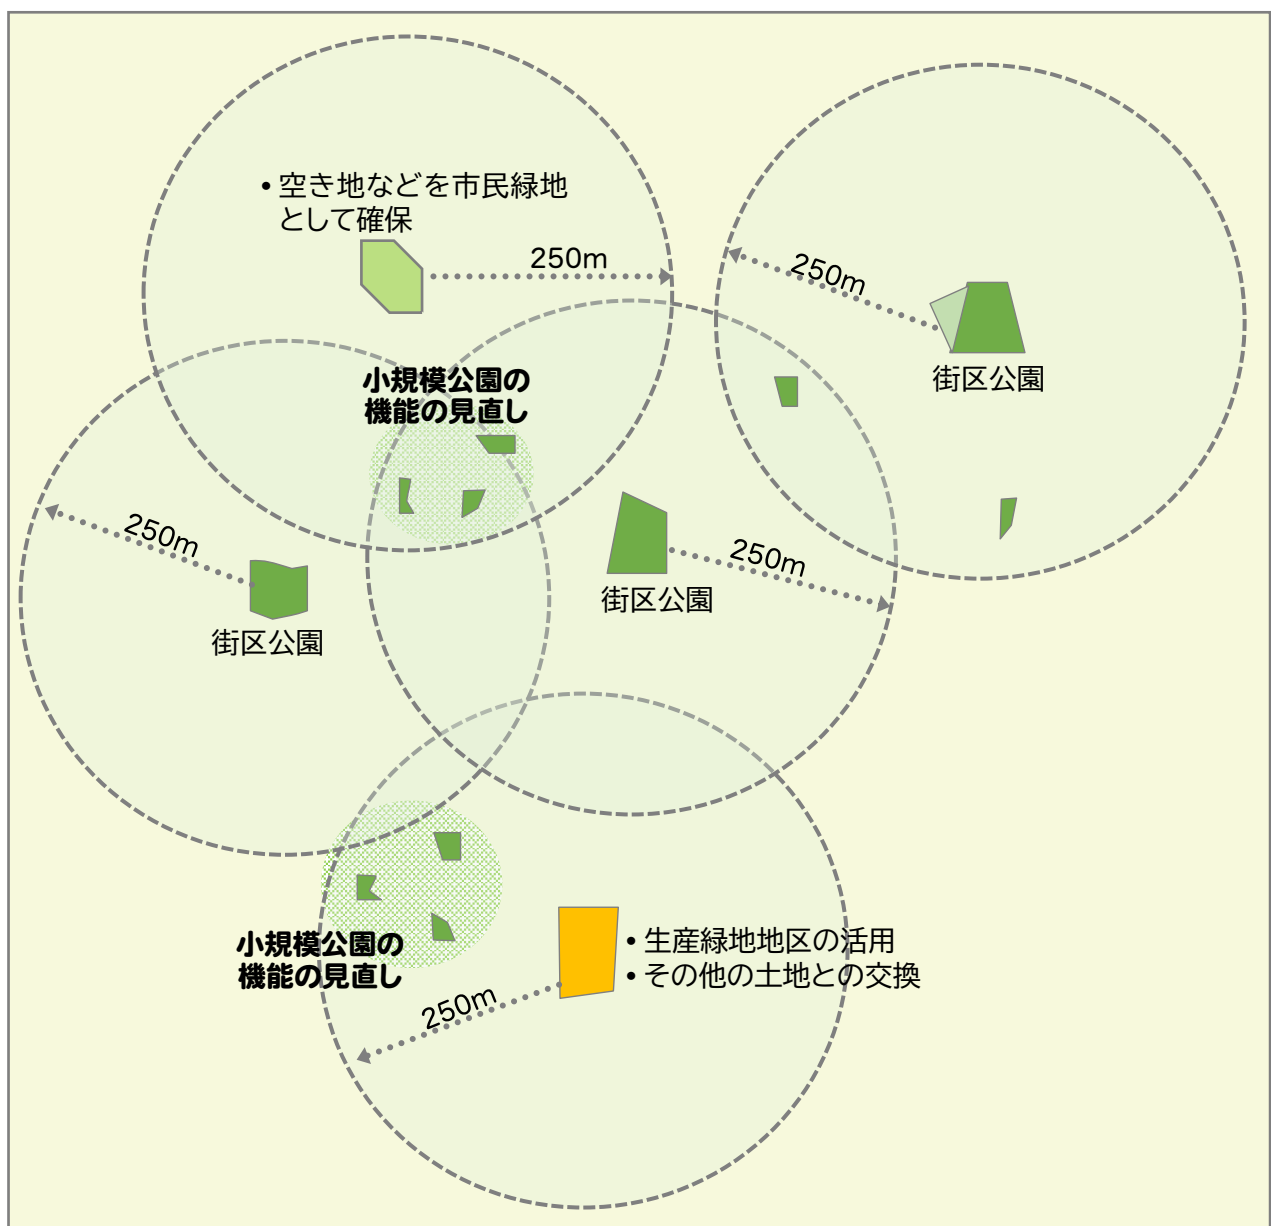 • 空き地などを市民緑地
として確保
250m
250m
街区公園
小規模公園の
機能の見直し
250m
街区公園
250m
街区公園
小規模公園の
機能の見直し
• 生産緑地地区の活用
• その他の土地との交換
250m